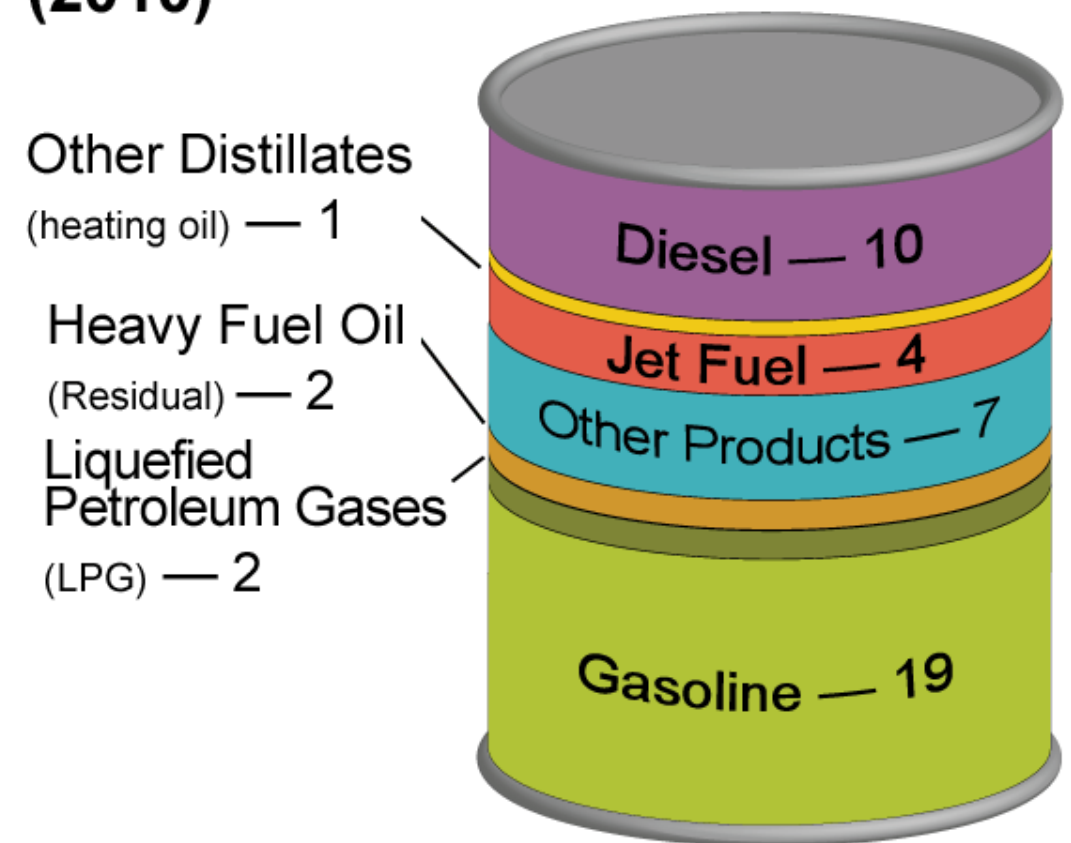 (2010)
Other Distillates
(heating oil) — 1
Diesel — 10
Heavy Fuel Oil
(Residual) — 2
Jet Fuel — 4
Other Products — 7
Liquefied
Petroleum Gases
(LPG) — 2
Gasoline — 19